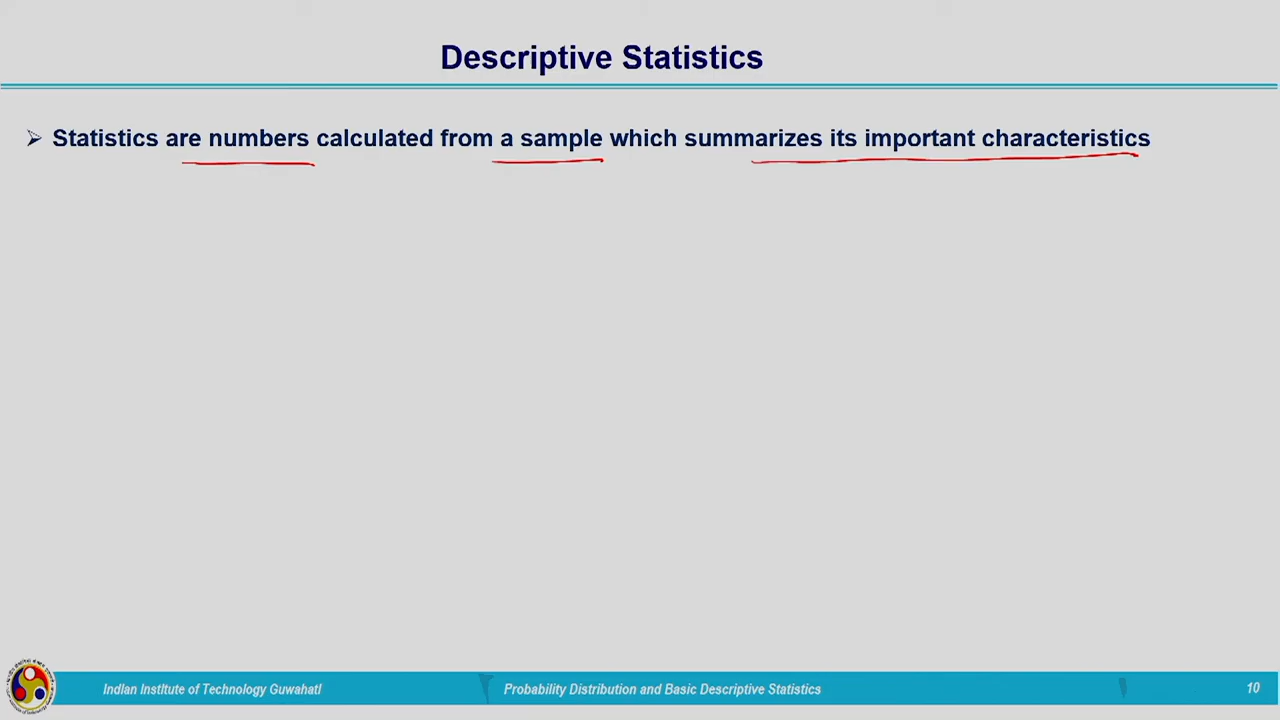 Descriptive Statistics
Statistics are numbers calculated from a sample which summarizes its important characteristics
Indian Institute of Technology Guwahati
Probability Distribution and Basic Descriptive Statistics
10